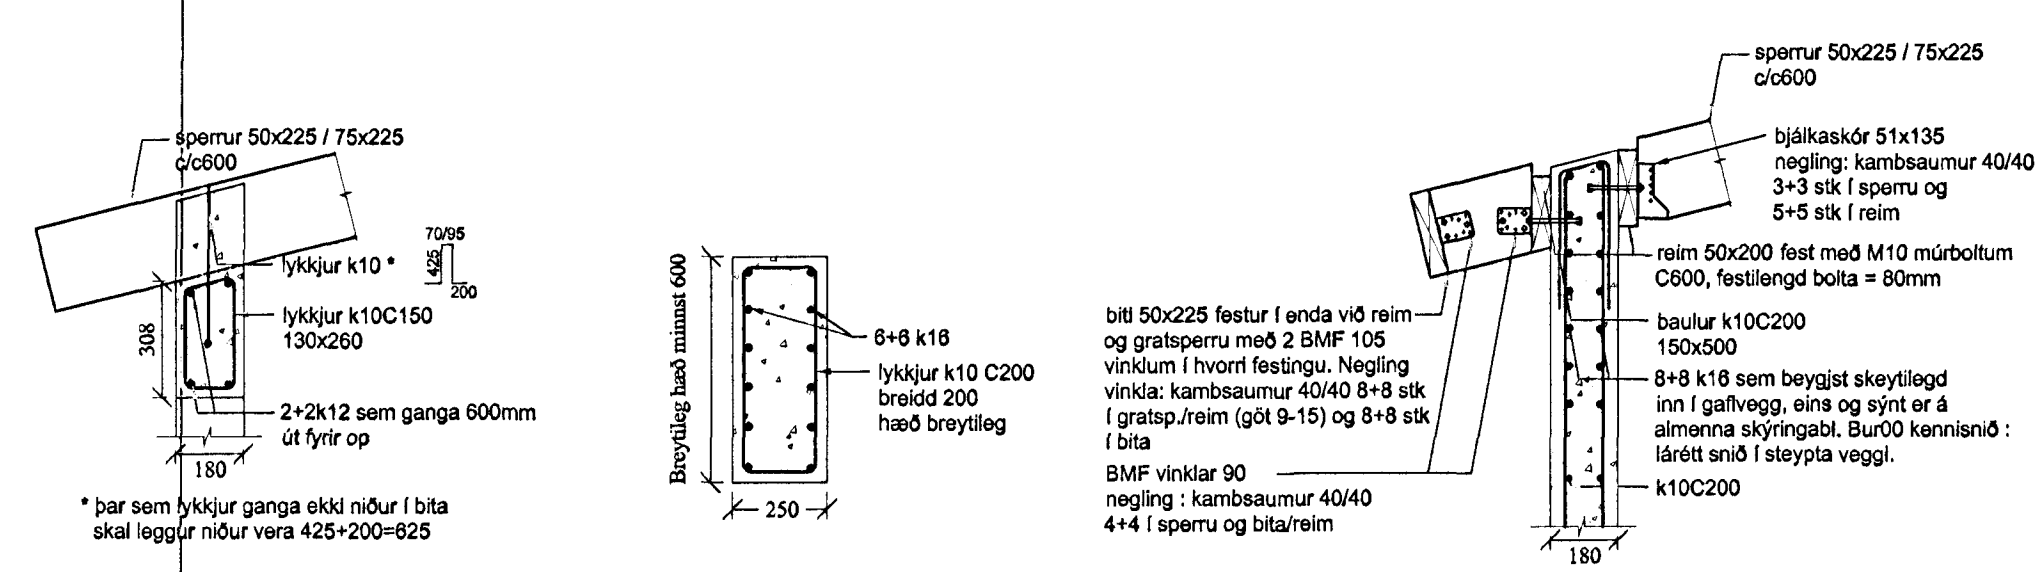 sperrur 50x225 / 75x225
c/c600
lykkjur k10 *
70/95
425
200
lykkjur k10C150
130x260
308
2+2k12 sem ganga 600mm
út fyrir op
180
* þar sem lykkjur ganga ekki niður í bita
skal leggur niður vera 425+200=625
Breytileg hæð minnst 600
6+6 k16
lykkjur k10 C200
breidd 200
hæð breytileg
250
sperrur 50x225 / 75x225
c/c600
bjálkaskór 51x135
negling: kambsaumur 40/40
3+3 stk í sperru og
5+5 stk í reim
reim 50x200 fest með M10 múrboltum
C600, festilengd bolta = 80mm
bitI 50x225 festur í enda við reim
og gratsperru með 2 BMF 105
vinklum í hvorri festingu. Negling
vinkla: kambsaumur 40/40 8+8 stk
í gratsp./reim (göt 9-15) og 8+8 stk
í bita
BMF vinklar 90
negling : kambsaumur 40/40
4+4 í sperru og bita/reim
baulur k10C200
150x500
8+8 k16 sem beygjst skeytilegd
inn í gaflvegg, eins og sýnt er á
almenna skýringabl. Bur00 kennisnið :
lárétt snið í steypta veggi.
k10C200
180